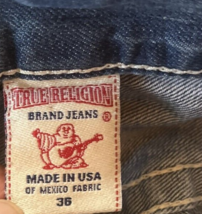 TRUE RELIGION
BRAND JEANS ®
MADE IN USA
OF MEXICO FABRIC
36